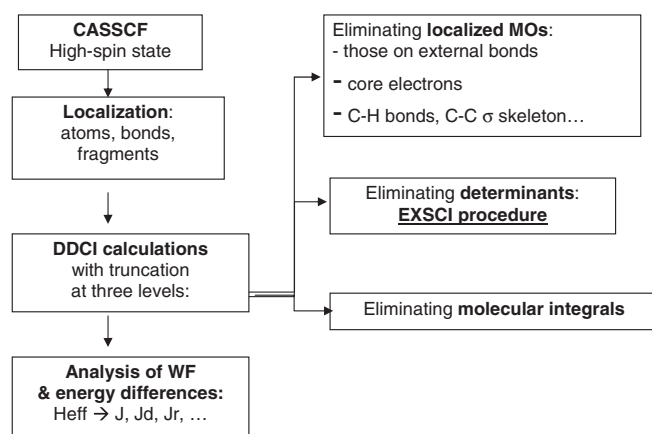 CASSCF
High-spin state
Localization:
atoms, bonds,
fragments
DDCI calculations
with truncation
at three levels:
Analysis of WF
& energy differences:
Heff → J, Jd, Jr, …
Eliminating localized MOs:
- those on external bonds
- core electrons
- C-H bonds, C-C σ skeleton…
Eliminating determinants:
EXSCI procedure
Eliminating molecular integrals